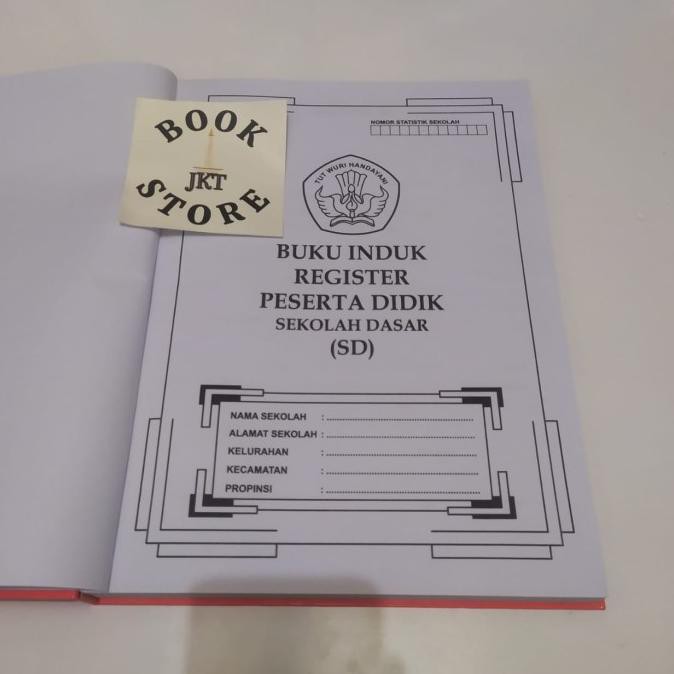 BOOK
JKT
STORE
NOMOR STATISTIK SEKOLAH
TUT WURI HANDAYANI
BUKU INDUK
REGISTER
PESERTA DIDIK
SEKOLAH DASAR
(SD)
NAMA SEKOLAH :
ALAMAT SEKOLAH :
KELURAHAN :
KECAMATAN :
PROPINSI :